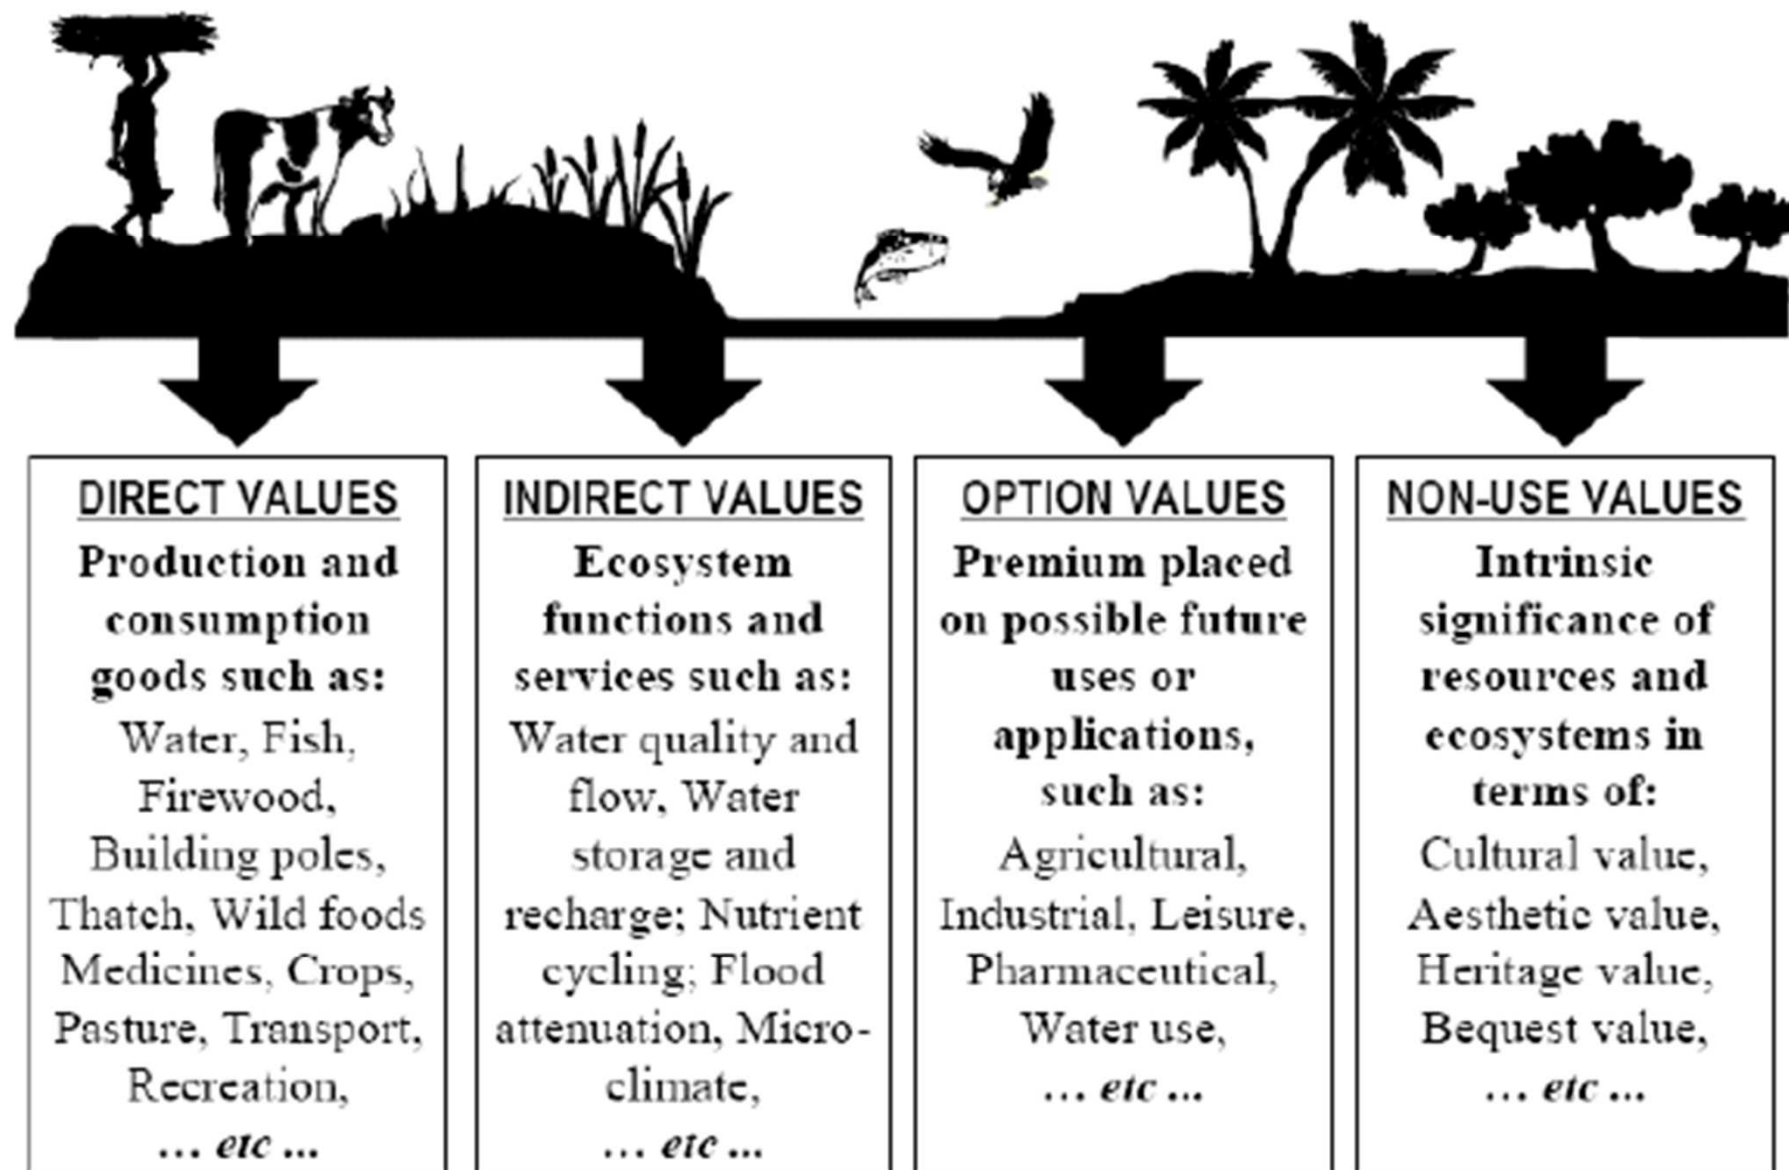 DIRECT VALUES
Production and
consumption
goods such as:
Water, Fish,
Firewood,
Building poles,
Thatch, Wild foods
Medicines, Crops,
Pasture, Transport,
Recreation,
... etc ...
INDIRECT VALUES
Ecosystem
functions and
services such as:
Water quality and
flow, Water
storage and
recharge; Nutrient
cycling; Flood
attenuation, Micro-
climate,
... etc ...
OPTION VALUES
Premium placed
on possible future
uses or
applications,
such as:
Agricultural,
Industrial, Leisure,
Pharmaceutical,
Water use,
... etc ...
NON-USE VALUES
Intrinsic
significance of
resources and
ecosystems in
terms of:
Cultural value,
Aesthetic value,
Heritage value,
Bequest value,
... etc ...